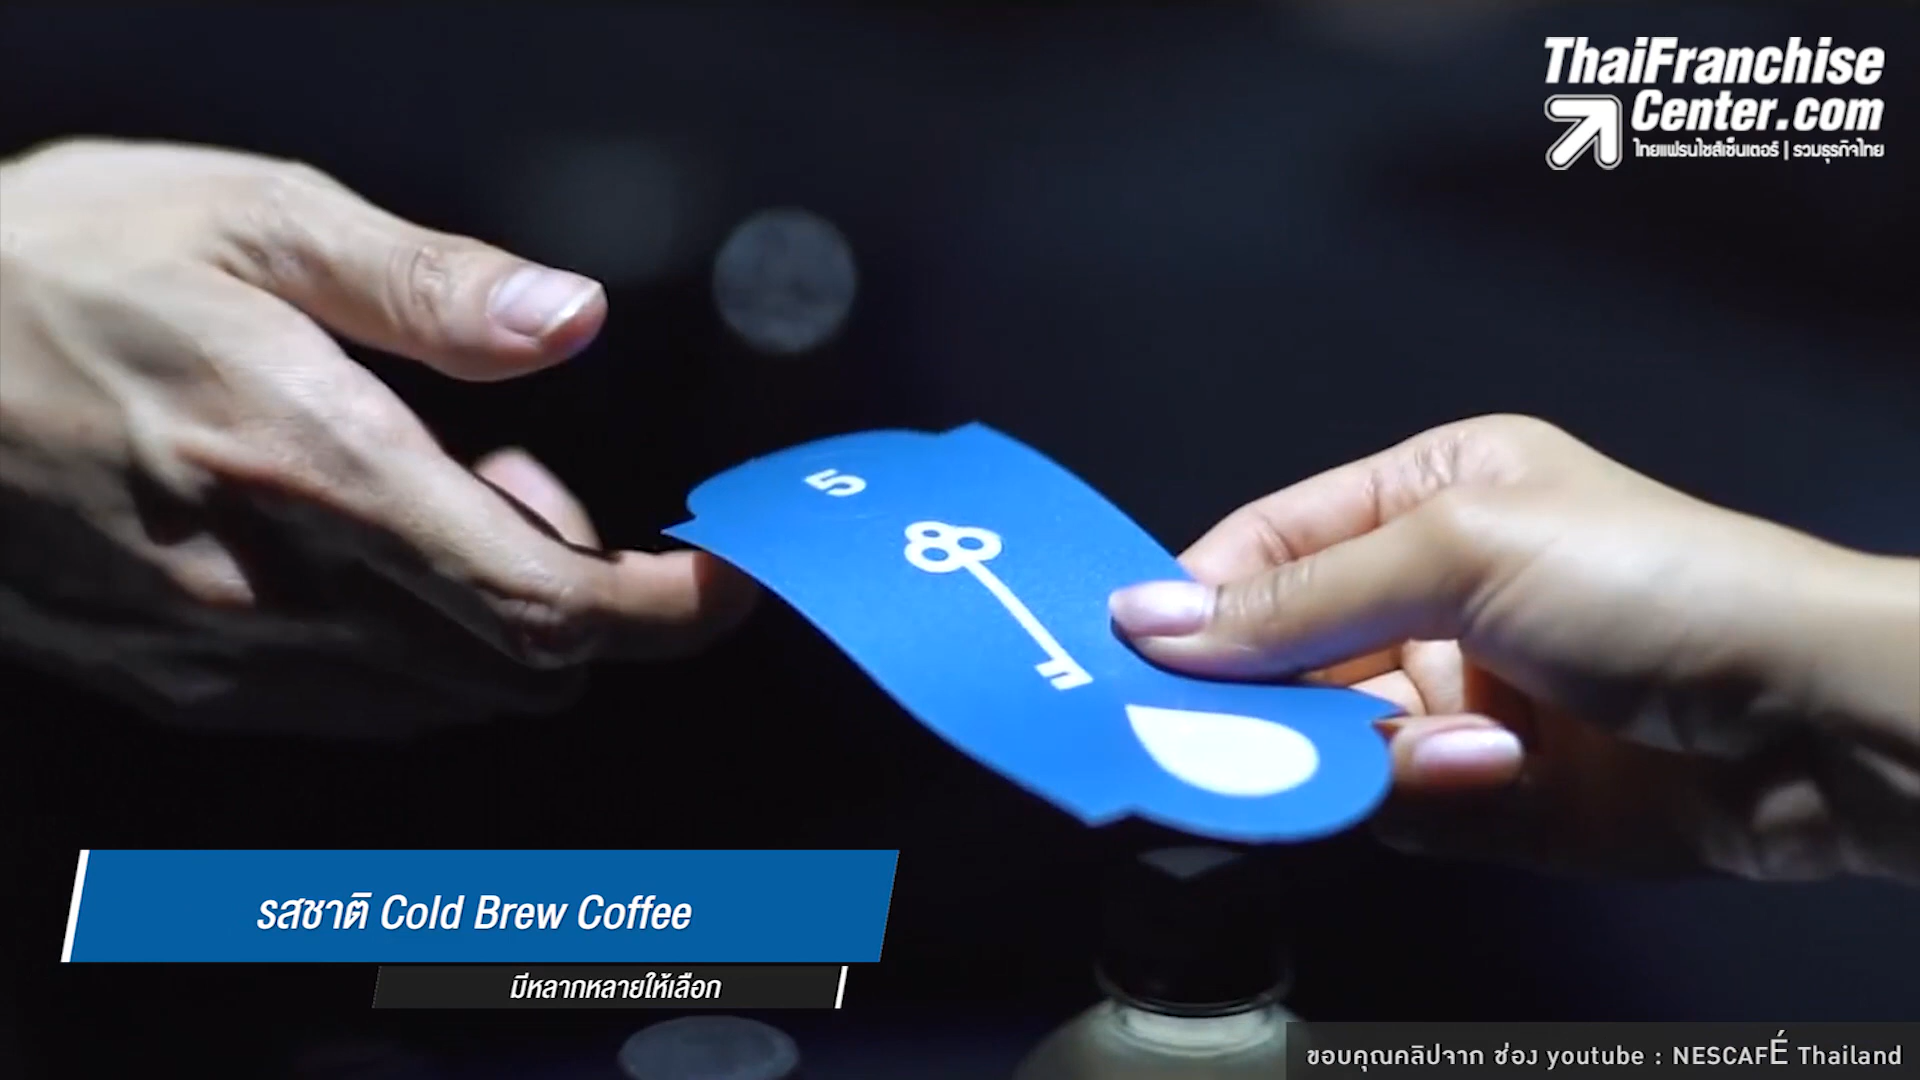 ThaiFranchise
Center.com
ไทยแฟรนไชส์เซ็นเตอร์ | รวมธุรกิจไทย
5
รสชาติ Cold Brew Coffee
มีหลากหลายให้เลือก
ขอบคุณคลิปจาก ช่อง youtube : NESCAFÉ Thailand